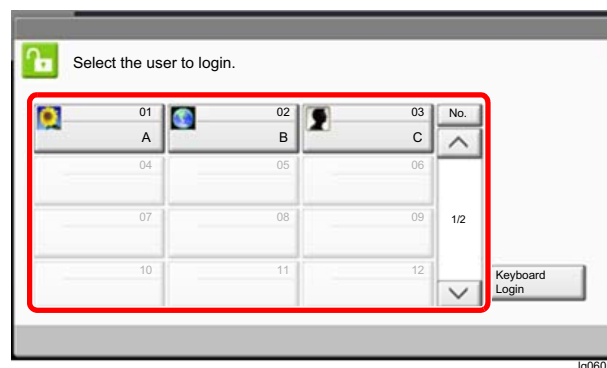 Select the user to login.
01 02 03 No.
A B C
04 05 06
07 08 09 1/2
10 11 12
Keyboard
Login